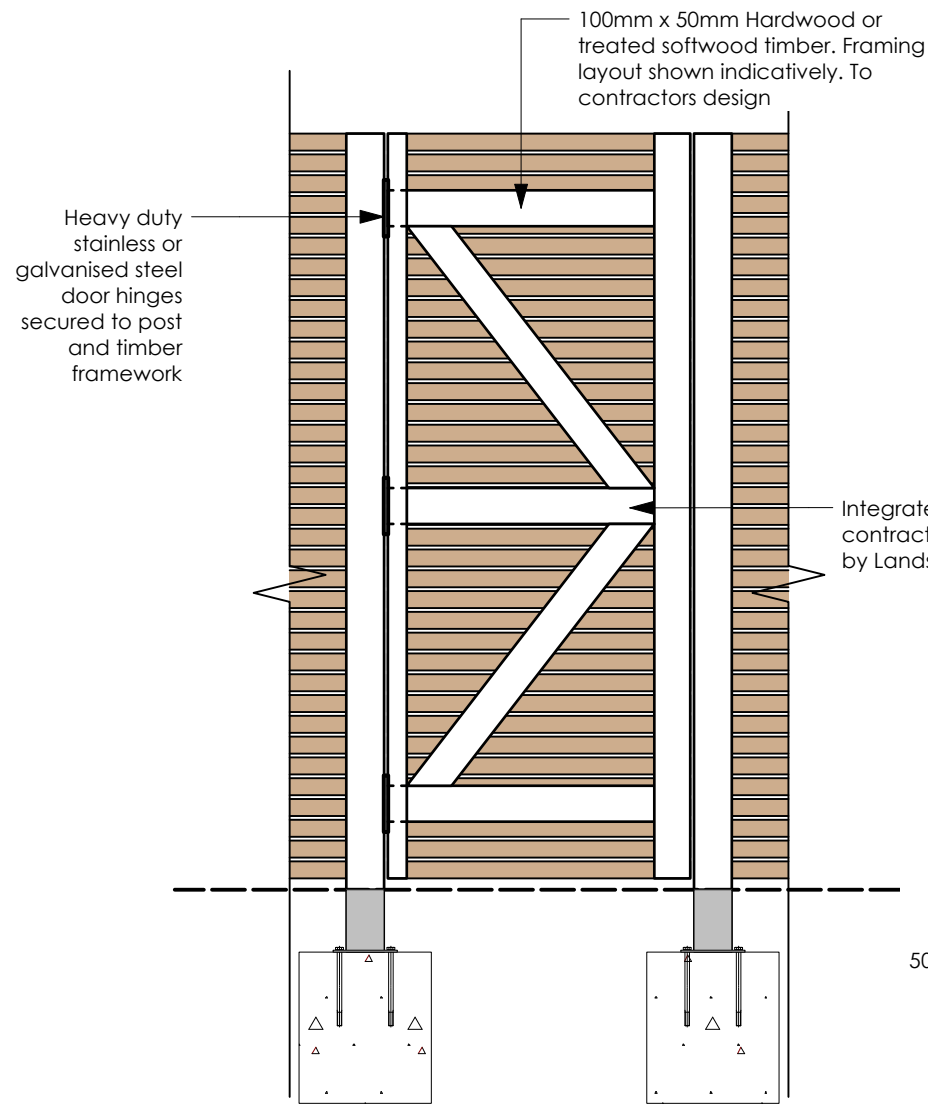 100mm x 50mm Hardwood or
treated softwood timber. Framing
layout shown indicatively. To
contractors design
Heavy duty
stainless or
galvanised steel
door hinges
secured to post
and timber
framework
Integrate
contract
by Lands
50